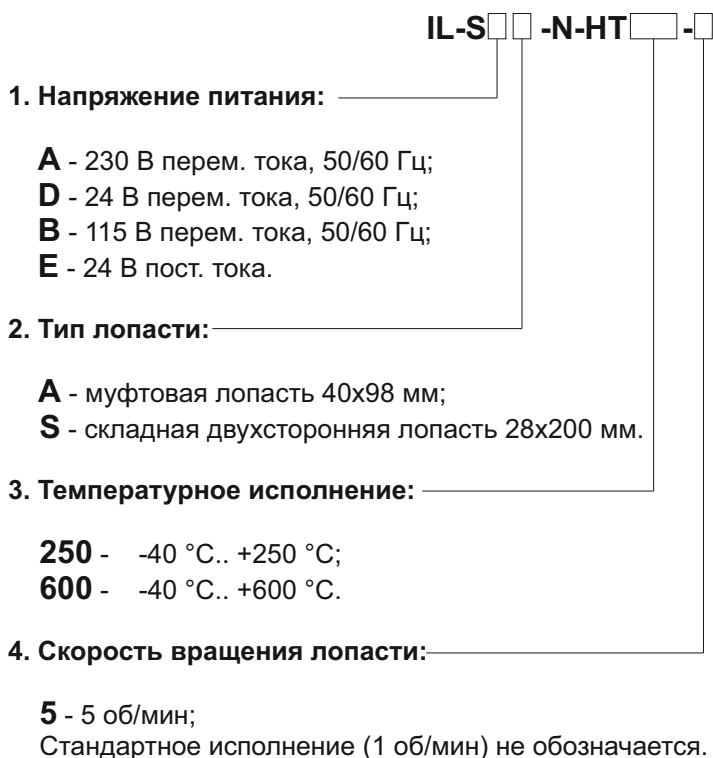 IL-S□□-N-HT□-□
1. Напряжение питания:
A - 230 В перем. тока, 50/60 Гц;
D - 24 В перем. тока, 50/60 Гц;
B - 115 В перем. тока, 50/60 Гц;
E - 24 В пост. тока.
2. Тип лопасти:
A - муфтовая лопасть 40х98 мм;
S - складная двухсторонняя лопасть 28х200 мм.
3. Температурное исполнение:
250 - -40 °C.. +250 °C;
600 - -40 °C.. +600 °C.
4. Скорость вращения лопасти:
5 - 5 об/мин;
Стандартное исполнение (1 об/мин) не обозначается.